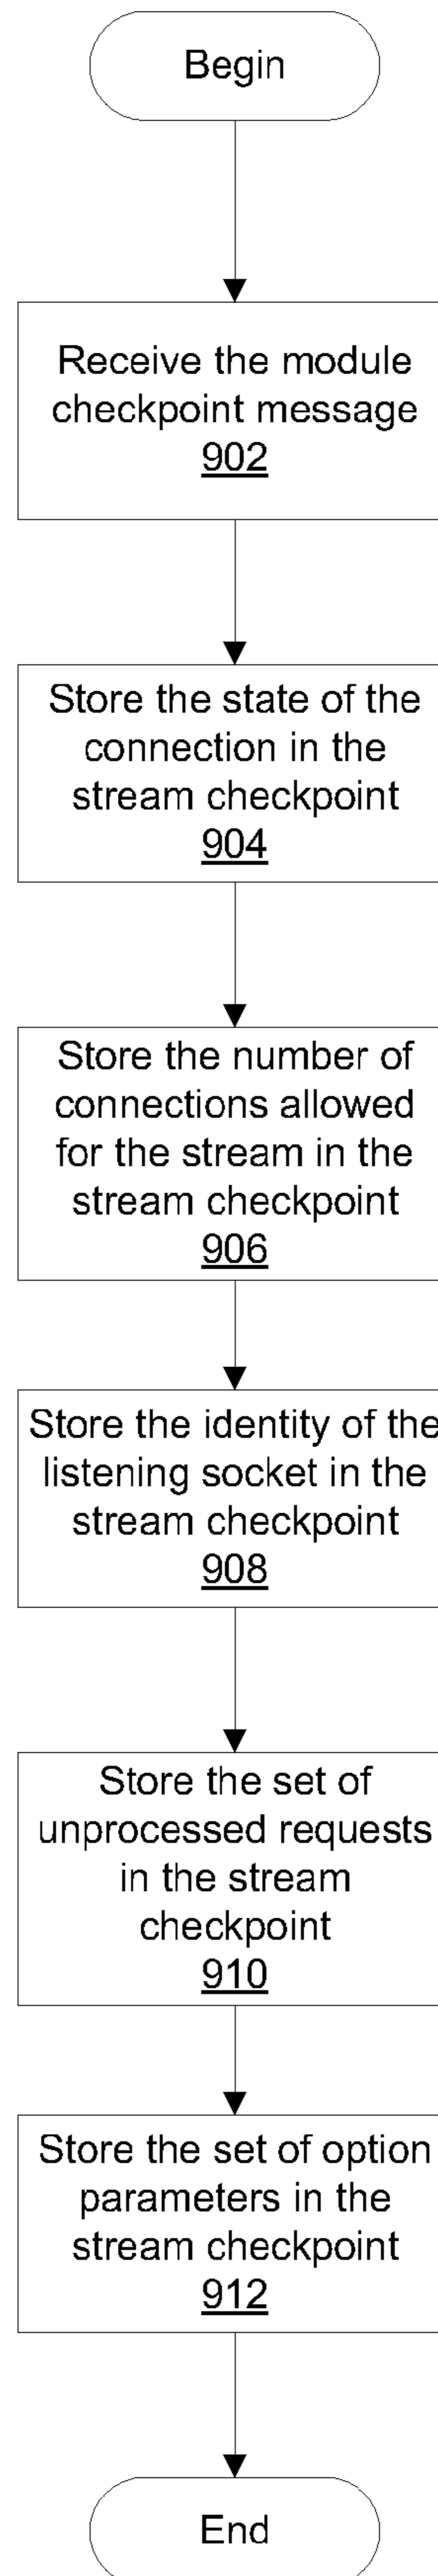 Begin
Receive the module
checkpoint message
902
Store the state of the
connection in the
stream checkpoint
904
Store the number of
connections allowed
for the stream in the
stream checkpoint
906
Store the identity of the
listening socket in the
stream checkpoint
908
Store the set of
unprocessed requests
in the stream
checkpoint
910
Store the set of option
parameters in the
stream checkpoint
912
End